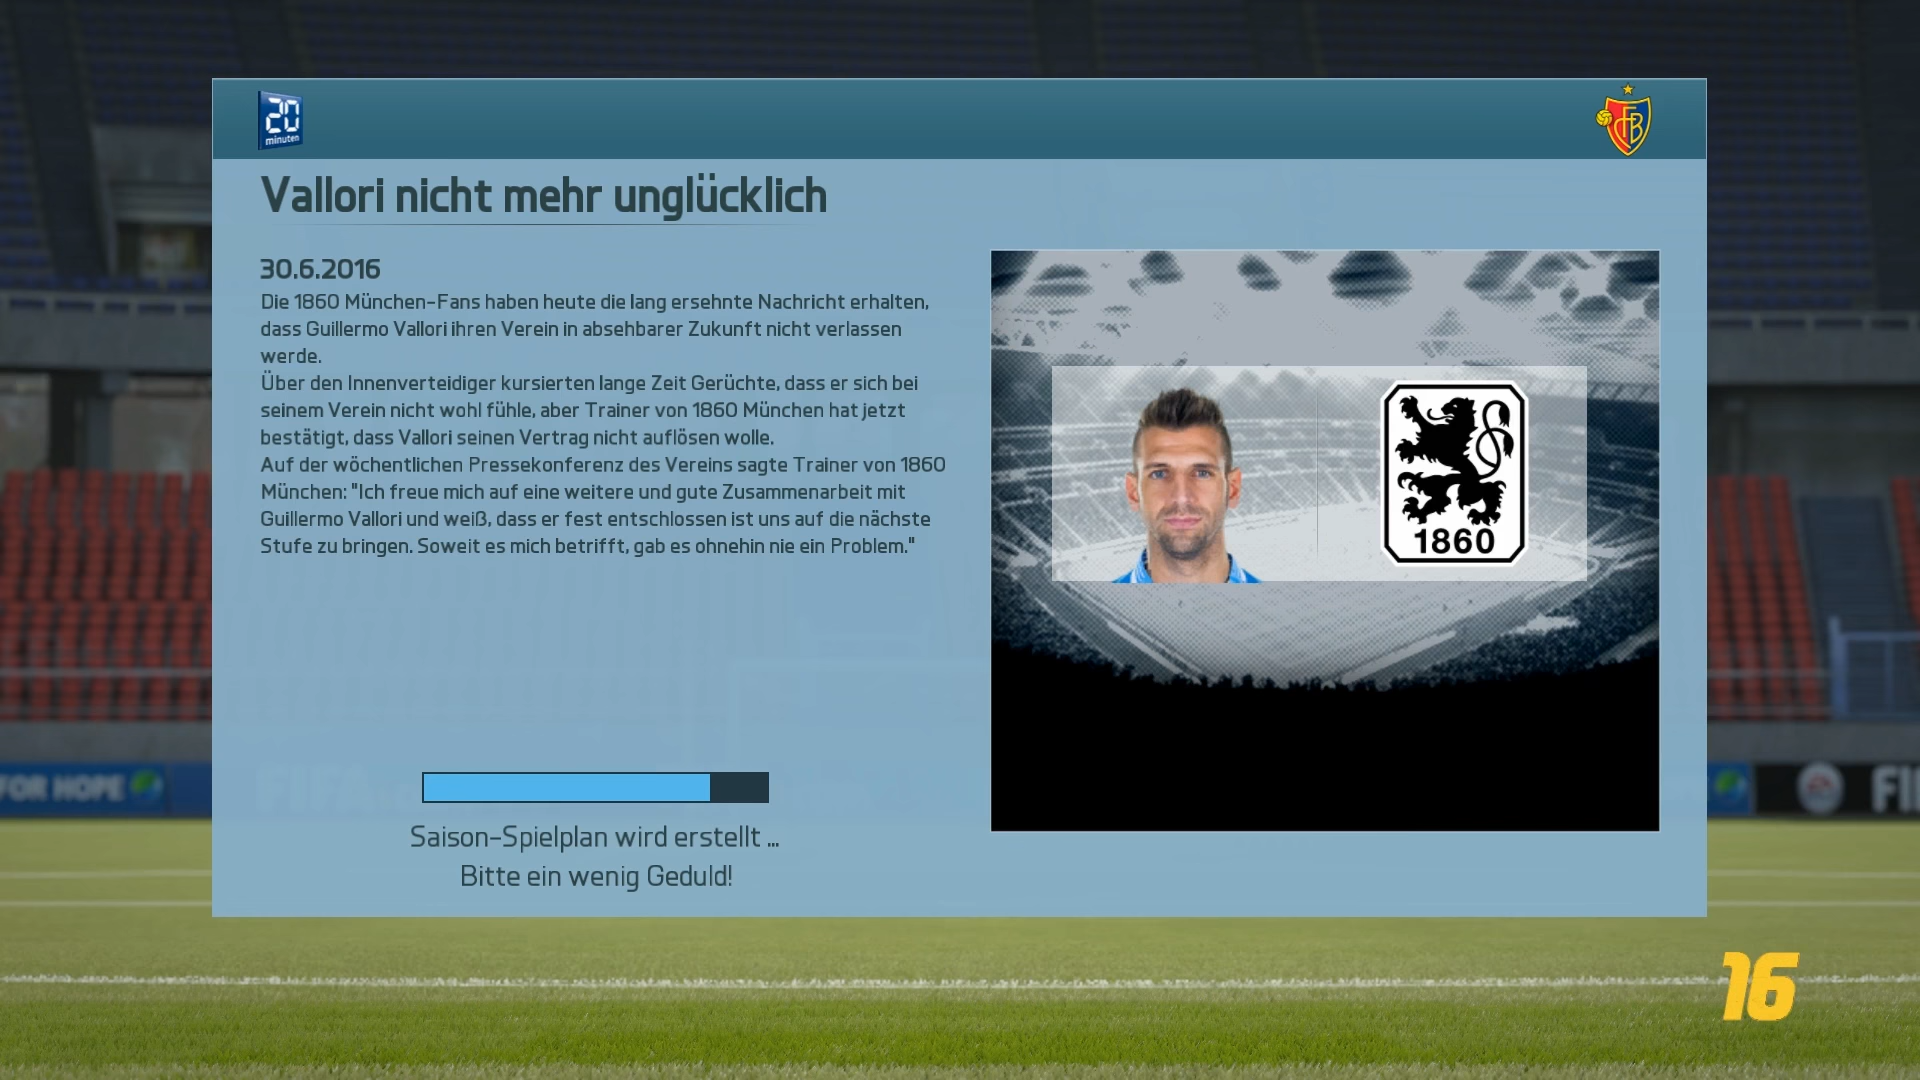 20
minuten
FCB
Vallori nicht mehr unglücklich
30.6.2016
Die 1860 München-Fans haben heute die lang ersehnte Nachricht erhalten,
dass Guillermo Vallori ihren Verein in absehbarer Zukunft nicht verlassen
werde.
Über den Innenverteidiger kursierten lange Zeit Gerüchte, dass er sich bei
seinem Verein nicht wohl fühle, aber Trainer von 1860 München hat jetzt
bestätigt, dass Vallori seinen Vertrag nicht auflösen wolle.
Auf der wöchentlichen Pressekonferenz des Vereins sagte Trainer von 1860
München: "Ich freue mich auf eine weitere und gute Zusammenarbeit mit
Guillermo Vallori und weiß, dass er fest entschlossen ist uns auf die nächste
Stufe zu bringen. Soweit es mich betrifft, gab es ohnehin nie ein Problem."
1860
Saison-Spielplan wird erstellt ...
Bitte ein wenig Geduld!
FOR HOPE
EA
FI
16